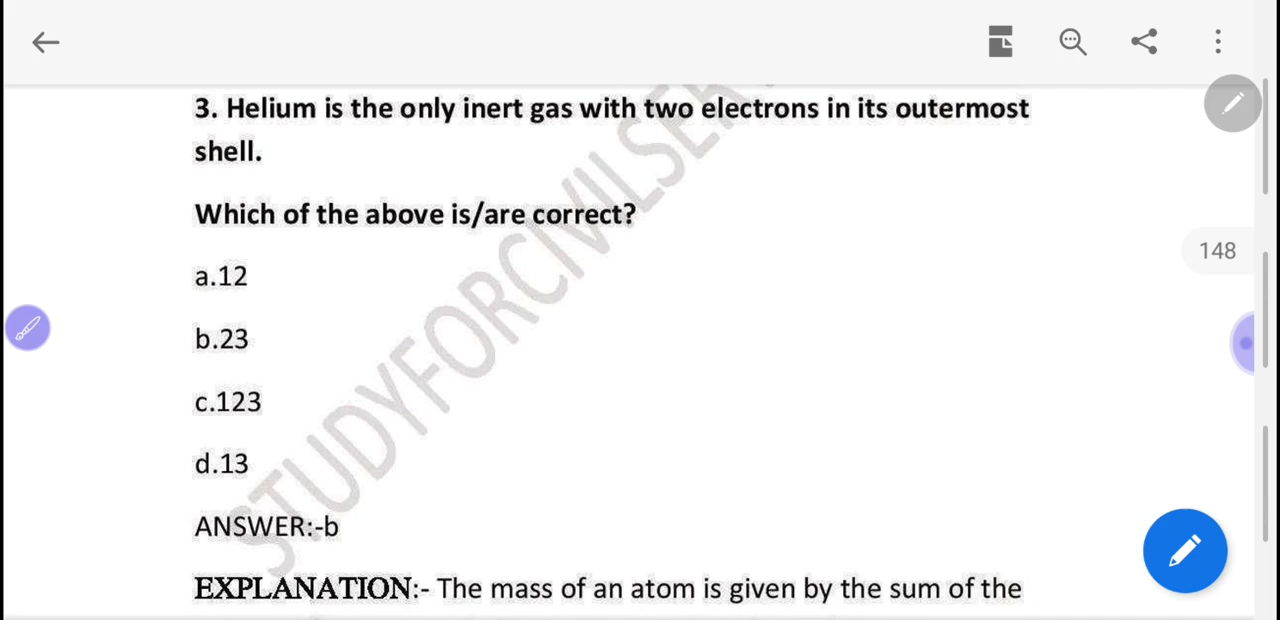 3. Helium is the only inert gas with two electrons in its outermost
shell.
Which of the above is/are correct?
148
a.12
b.23
c.123
d.13
ANSWER:-b
EXPLANATION:- The mass of an atom is given by the sum of the
STUDYFORCIVILSER